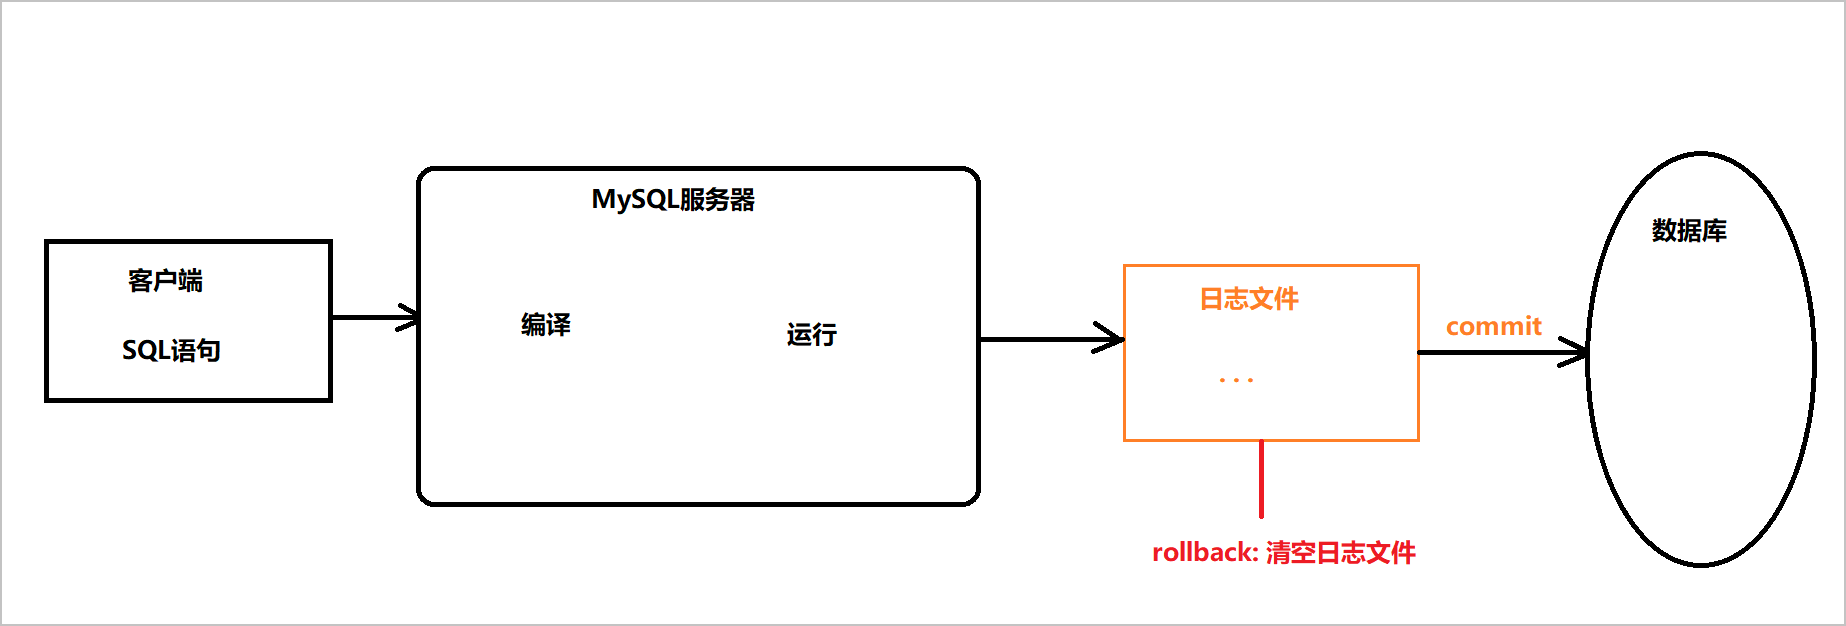 客户端
SQL语句
MySQL服务器
编译
运行
日志文件
...
commit
rollback: 清空日志文件
数据库